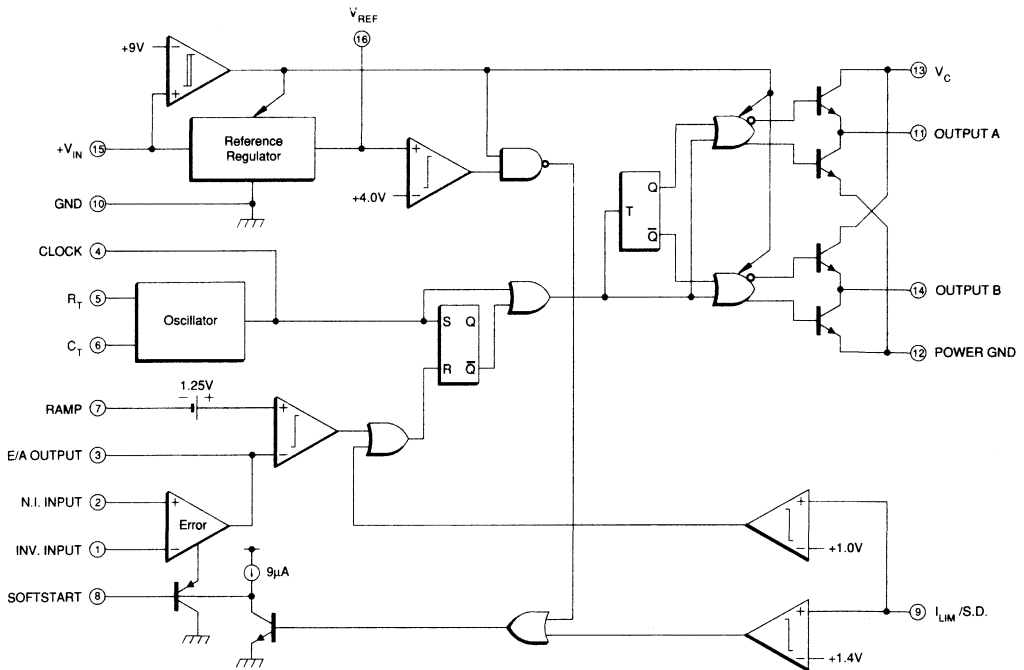 V_REF
16
+9V
13 V_C
Reference
Regulator
+V_IN 15
11 OUTPUT A
+4.0V
GND 10
Q
T
Q̅
CLOCK 4
R_T 5
Oscillator
14 OUTPUT B
S Q
C_T 6
12 POWER GND
R Q̅
1.25V
RAMP 7
E/A OUTPUT 3
N.I. INPUT 2
Error
INV. INPUT 1
+1.0V
9µA
SOFTSTART 8
9 I_LIM/S.D.
+1.4V